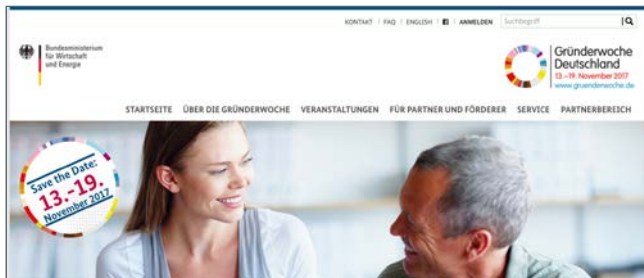 KONTAKT | FAQ | ENGLISH | | ANMELDEN Suchbegriff
Bundesministerium
für Wirtschaft
und Energie
Gründerwoche
Deutschland
13.–19. November 2017
www.gruenderwoche.de
STARTSEITE ÜBER DIE GRÜNDERWOCHE VERANSTALTUNGEN FÜR PARTNER UND FÖRDERER SERVICE PARTNERBEREICH
Save the Date:
13.-19.
November 2017